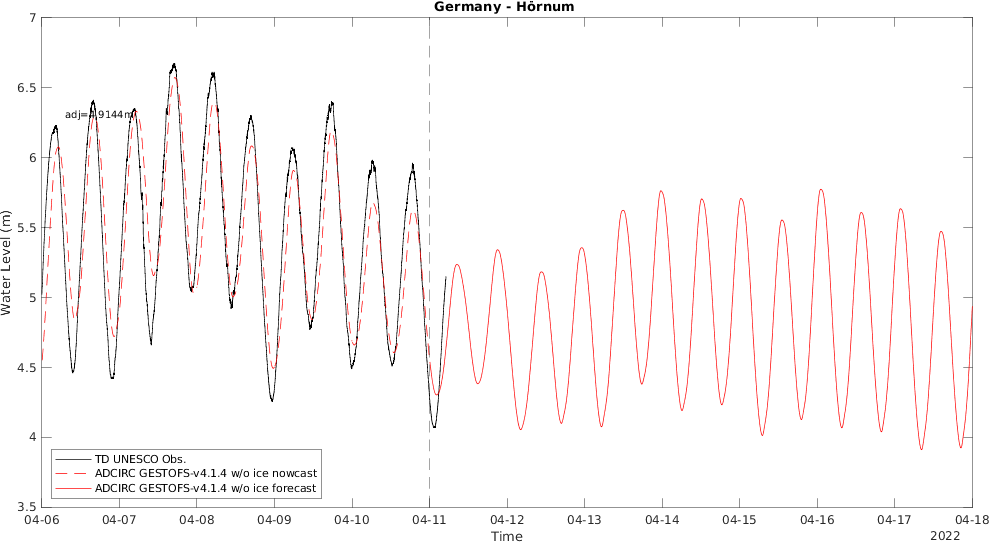 Germany - Hörnum
7
6.5
6
5.5
5
4.5
4
3.5
Water Level (m)
adj=4.9144m
TD UNESCO Obs.
ADCIRC GESTOFS-v4.1.4 w/o ice nowcast
ADCIRC GESTOFS-v4.1.4 w/o ice forecast
04-06 04-07 04-08 04-09 04-10 04-11 04-12 04-13 04-14 04-15 04-16 04-17 04-18
Time
2022